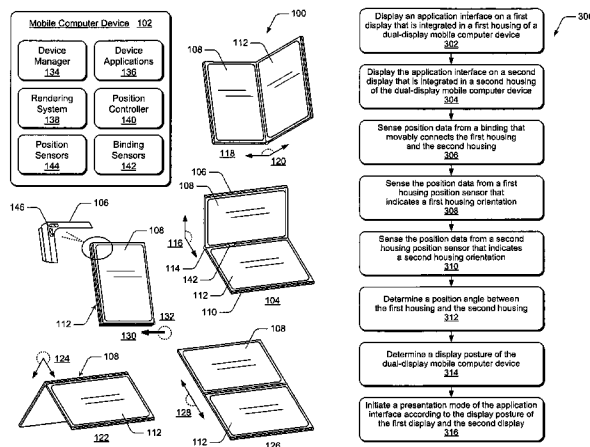 Mobile Computer Device 102
Device Manager 134
Device Applications 136
Rendering System 138
Position Controller 140
Position Sensors 144
Binding Sensors 142
100
112
108
118
120
146
106
108
112
132
130
106
108
116
114
142
112
110
104
124
108
122
112
108
128
112
126
300
Display an application interface on a first
display that is integrated in a first housing of a
dual-display mobile computer device
302
Display the application interface on a second
display that is integrated in a second housing
of the dual-display mobile computer device
304
Sense position data from a binding that
movably connects the first housing
and the second housing
306
Sense the position data from a first
housing position sensor that
indicates a first housing orientation
308
Sense the position data from a second
housing position sensor that indicates
a second housing orientation
310
Determine a position angle between
the first housing and the second housing
312
Determine a display posture of the
dual-display mobile computer device
314
Initiate a presentation mode of the application
interface according to the display posture of
the first display and the second display
316